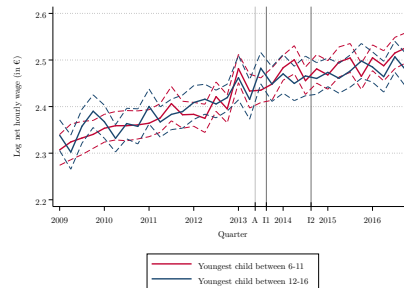 2.6
2.5
2.4
2.3
2.2
Log net hourly wage (in €)
2009 2010 2011 2012 2013 A I1 2014 I2 2015 2016
Quarter
Youngest child between 6-11
Youngest child between 12-16